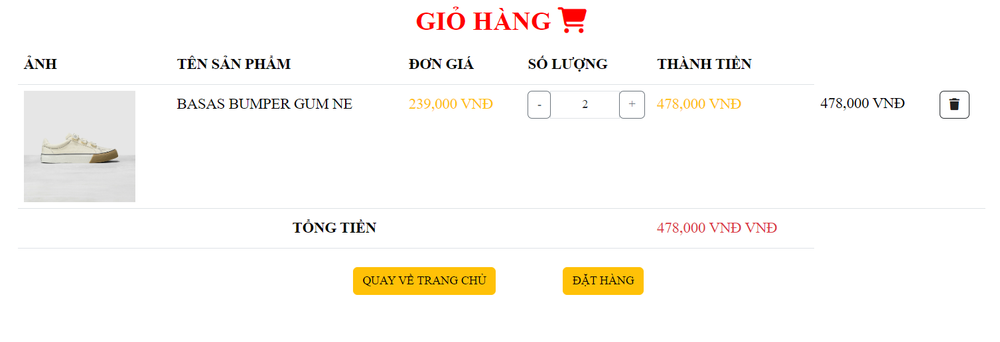 GIỎ HÀNG
ẢNH TÊN SẢN PHẨM ĐƠN GIÁ SỐ LƯỢNG THÀNH TIỀN
BASAS BUMPER GUM NE 239,000 VNĐ - 2 + 478,000 VNĐ 478,000 VNĐ
TỔNG TIỀN 478,000 VNĐ VNĐ
QUAY VỀ TRANG CHỦ ĐẶT HÀNG